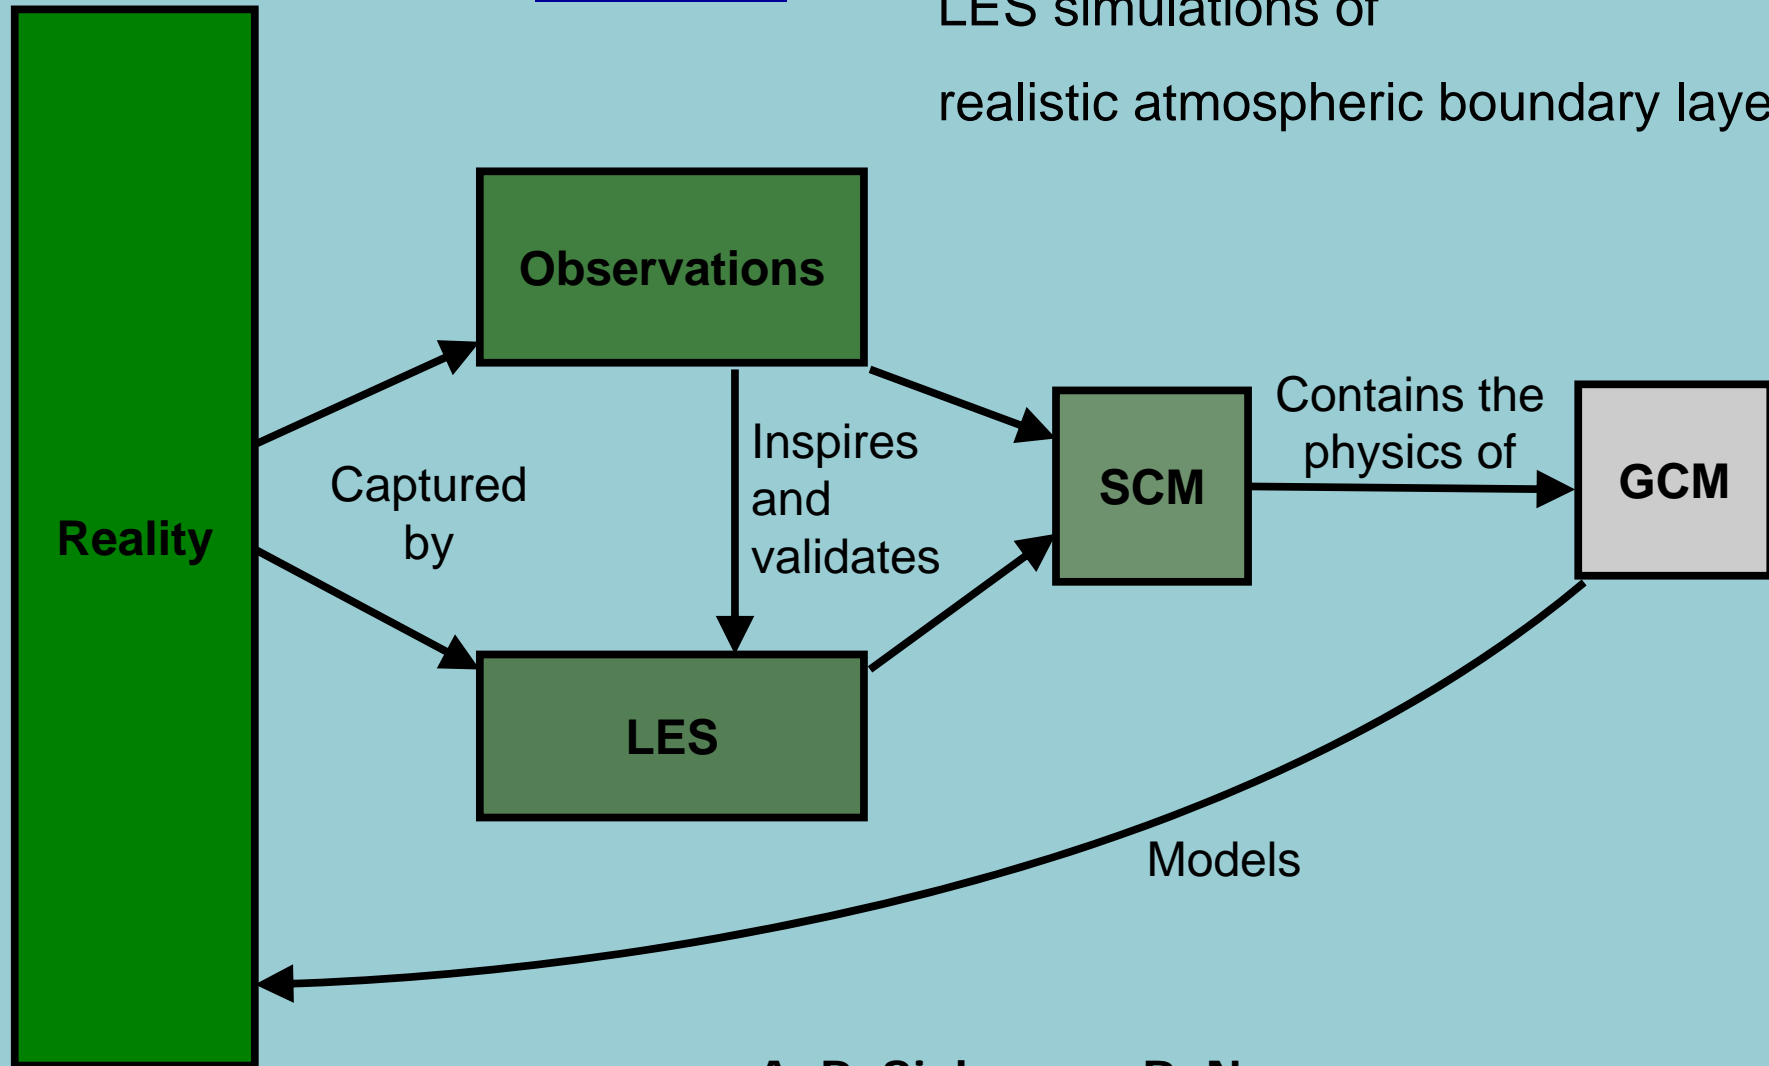 LES simulations of
realistic atmospheric boundary laye
Observations
Contains the
physics of
Inspires
and
validates
Captured
by
SCM
GCM
Reality
LES
Models